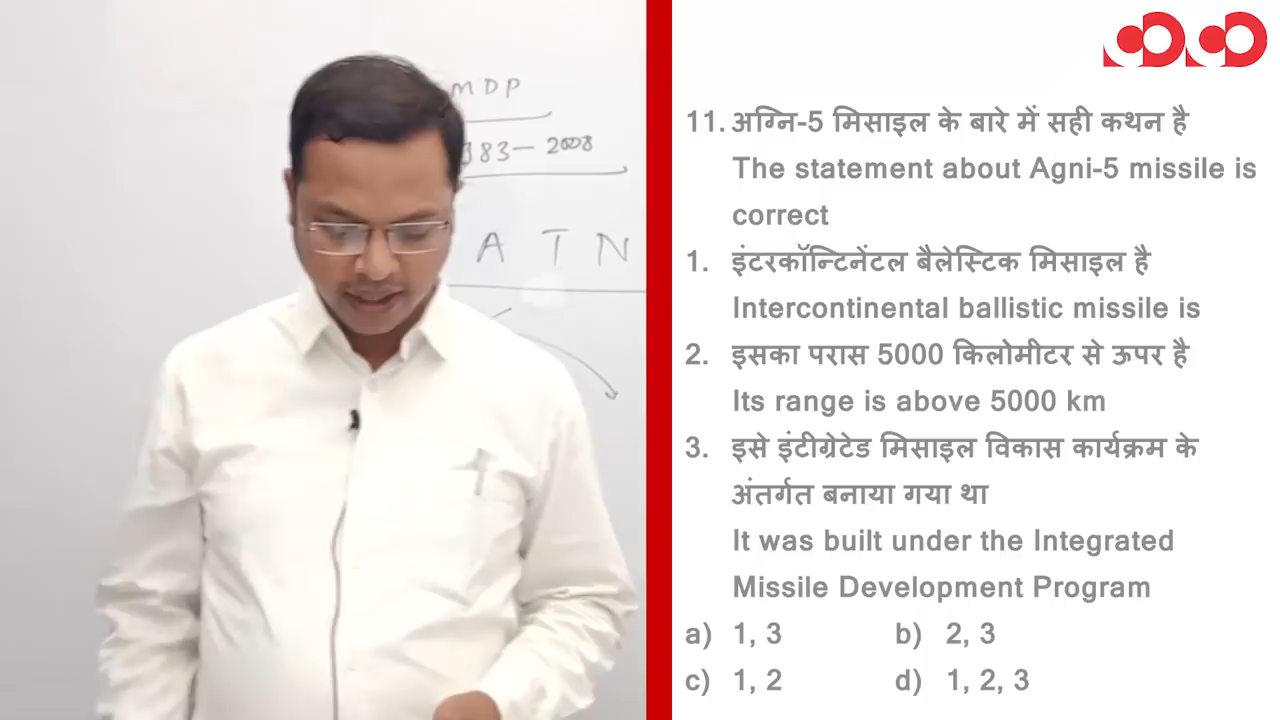 MDP
983 – 2008
A T N
11. अग्नि-5 मिसाइल के बारे में सही कथन है
The statement about Agni-5 missile is
correct
1. इंटरकॉन्टिनेंटल बैलेस्टिक मिसाइल है
Intercontinental ballistic missile is
2. इसका परास 5000 किलोमीटर से ऊपर है
Its range is above 5000 km
3. इसे इंटीग्रेटेड मिसाइल विकास कार्यक्रम के
अंतर्गत बनाया गया था
It was built under the Integrated
Missile Development Program
a) 1, 3 b) 2, 3
c) 1, 2 d) 1, 2, 3